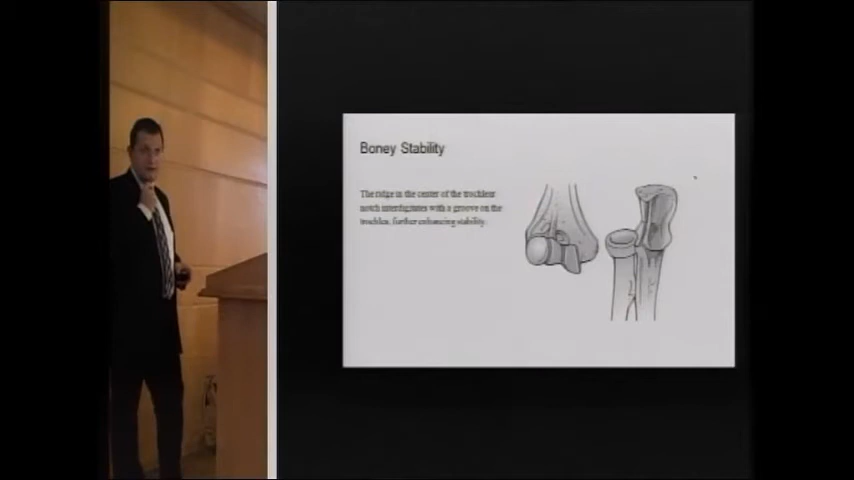 Boney Stability
The ridge in the center of the trochlear
notch interdigitates with a groove on the
trochlea, further enhancing stability.